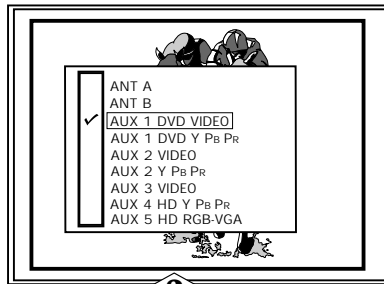 ANT A
ANT B
AUX 1 DVD VIDEO
AUX 1 DVD Y PB PR
AUX 2 VIDEO
AUX 2 Y PB PR
AUX 3 VIDEO
AUX 4 HD Y PB PR
AUX 5 HD RGB-VGA